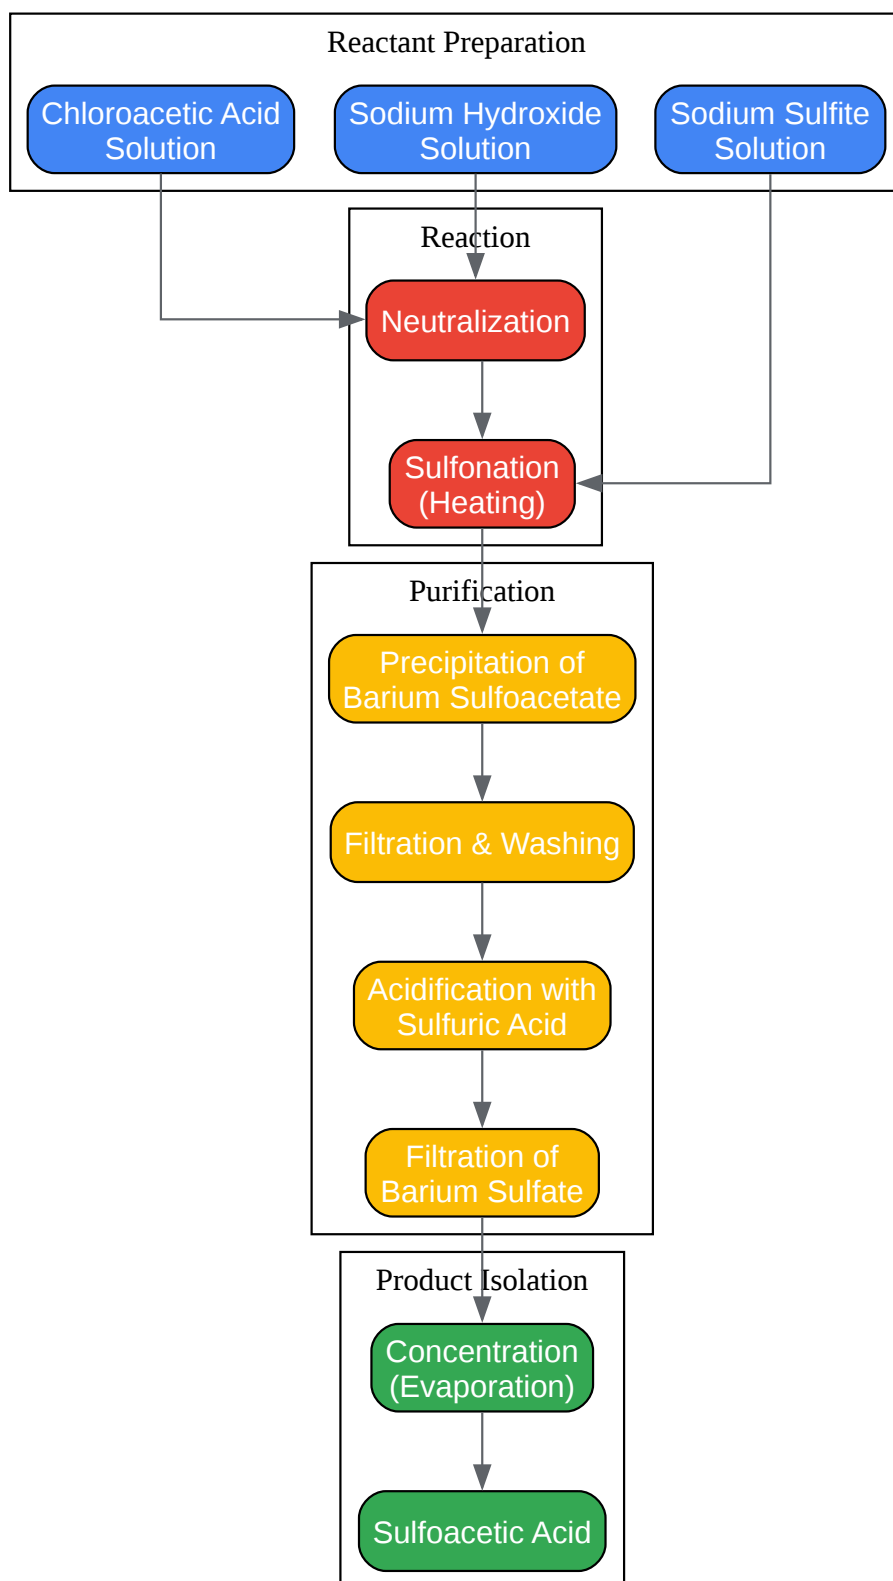 Reactant Preparation
Chloroacetic Acid
Solution
Sodium Hydroxide
Solution
Sodium Sulfite
Solution
Reaction
Neutralization
Sulfonation
(Heating)
Purification
Precipitation of
Barium Sulfoacetate
Filtration & Washing
Acidification with
Sulfuric Acid
Filtration of
Barium Sulfate
Product Isolation
Concentration
(Evaporation)
Sulfoacetic Acid